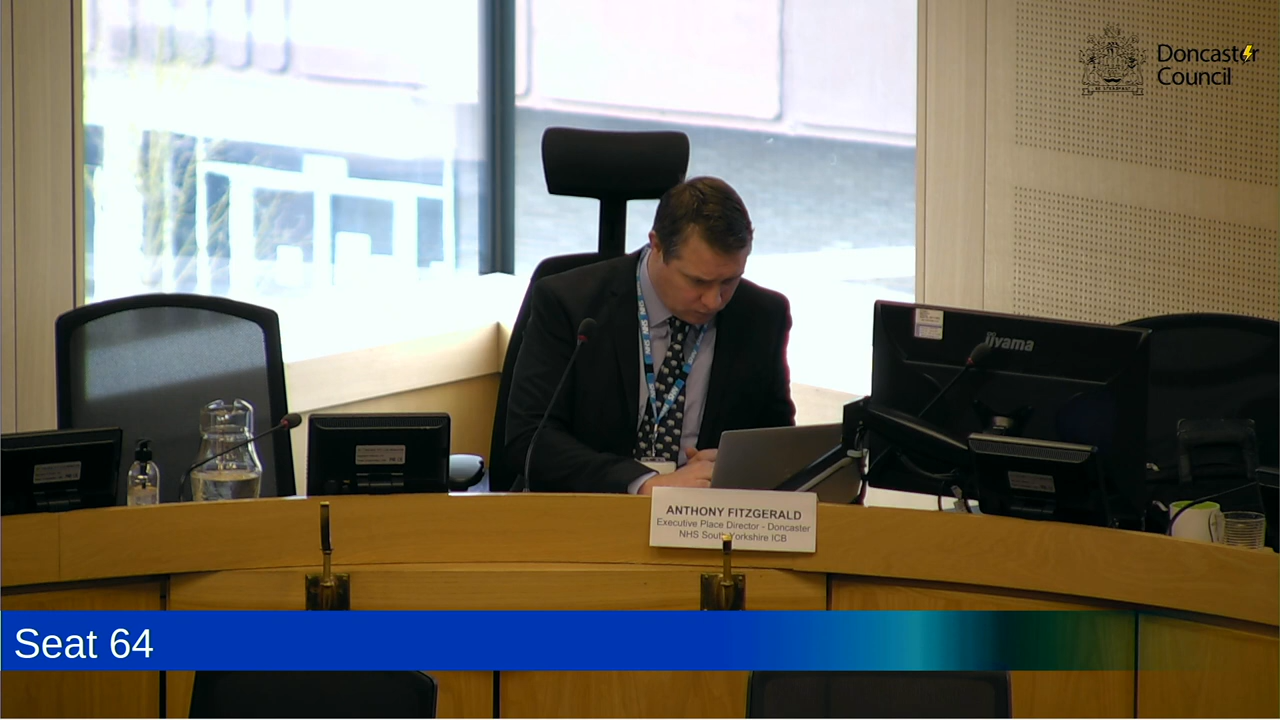 Doncaster
Council
iiyama
ANTHONY FITZGERALD
Executive Place Director - Doncaster
NHS South Yorkshire ICB
Seat 64